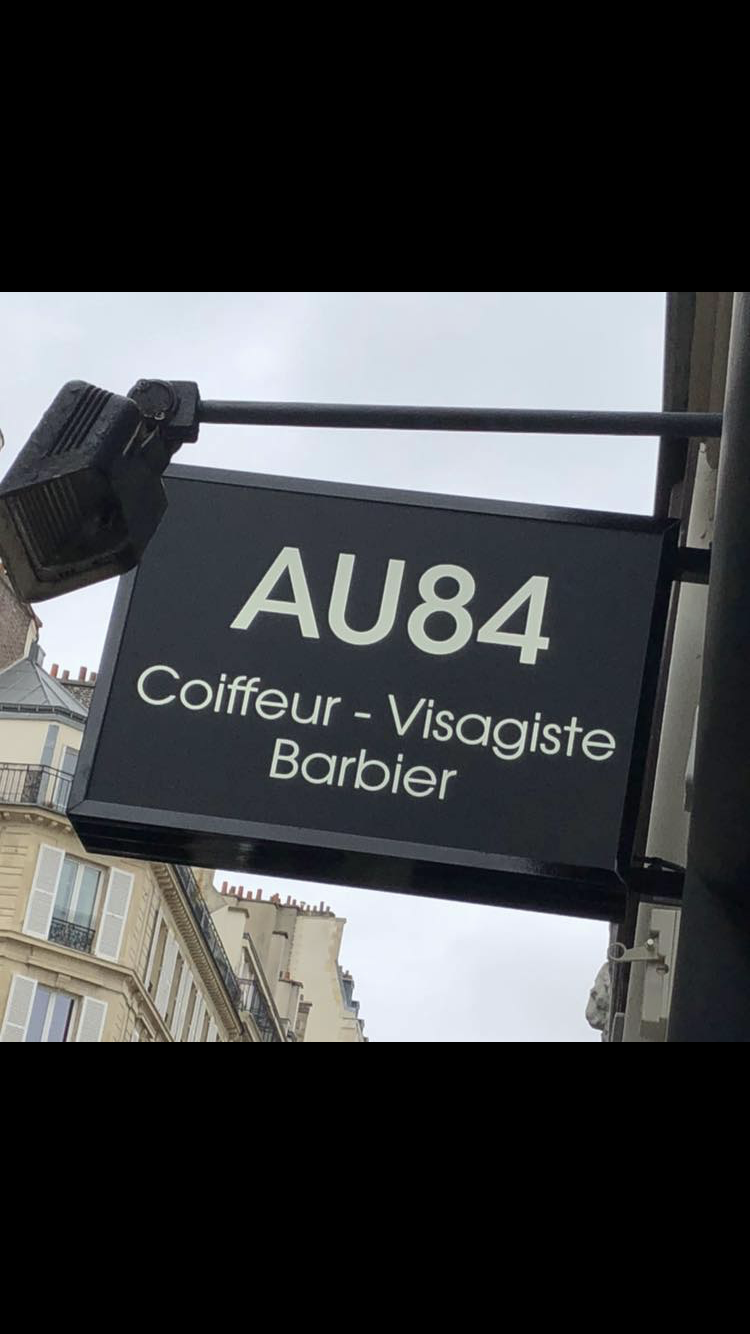 AU84
Coiffeur - Visagiste
Barbier